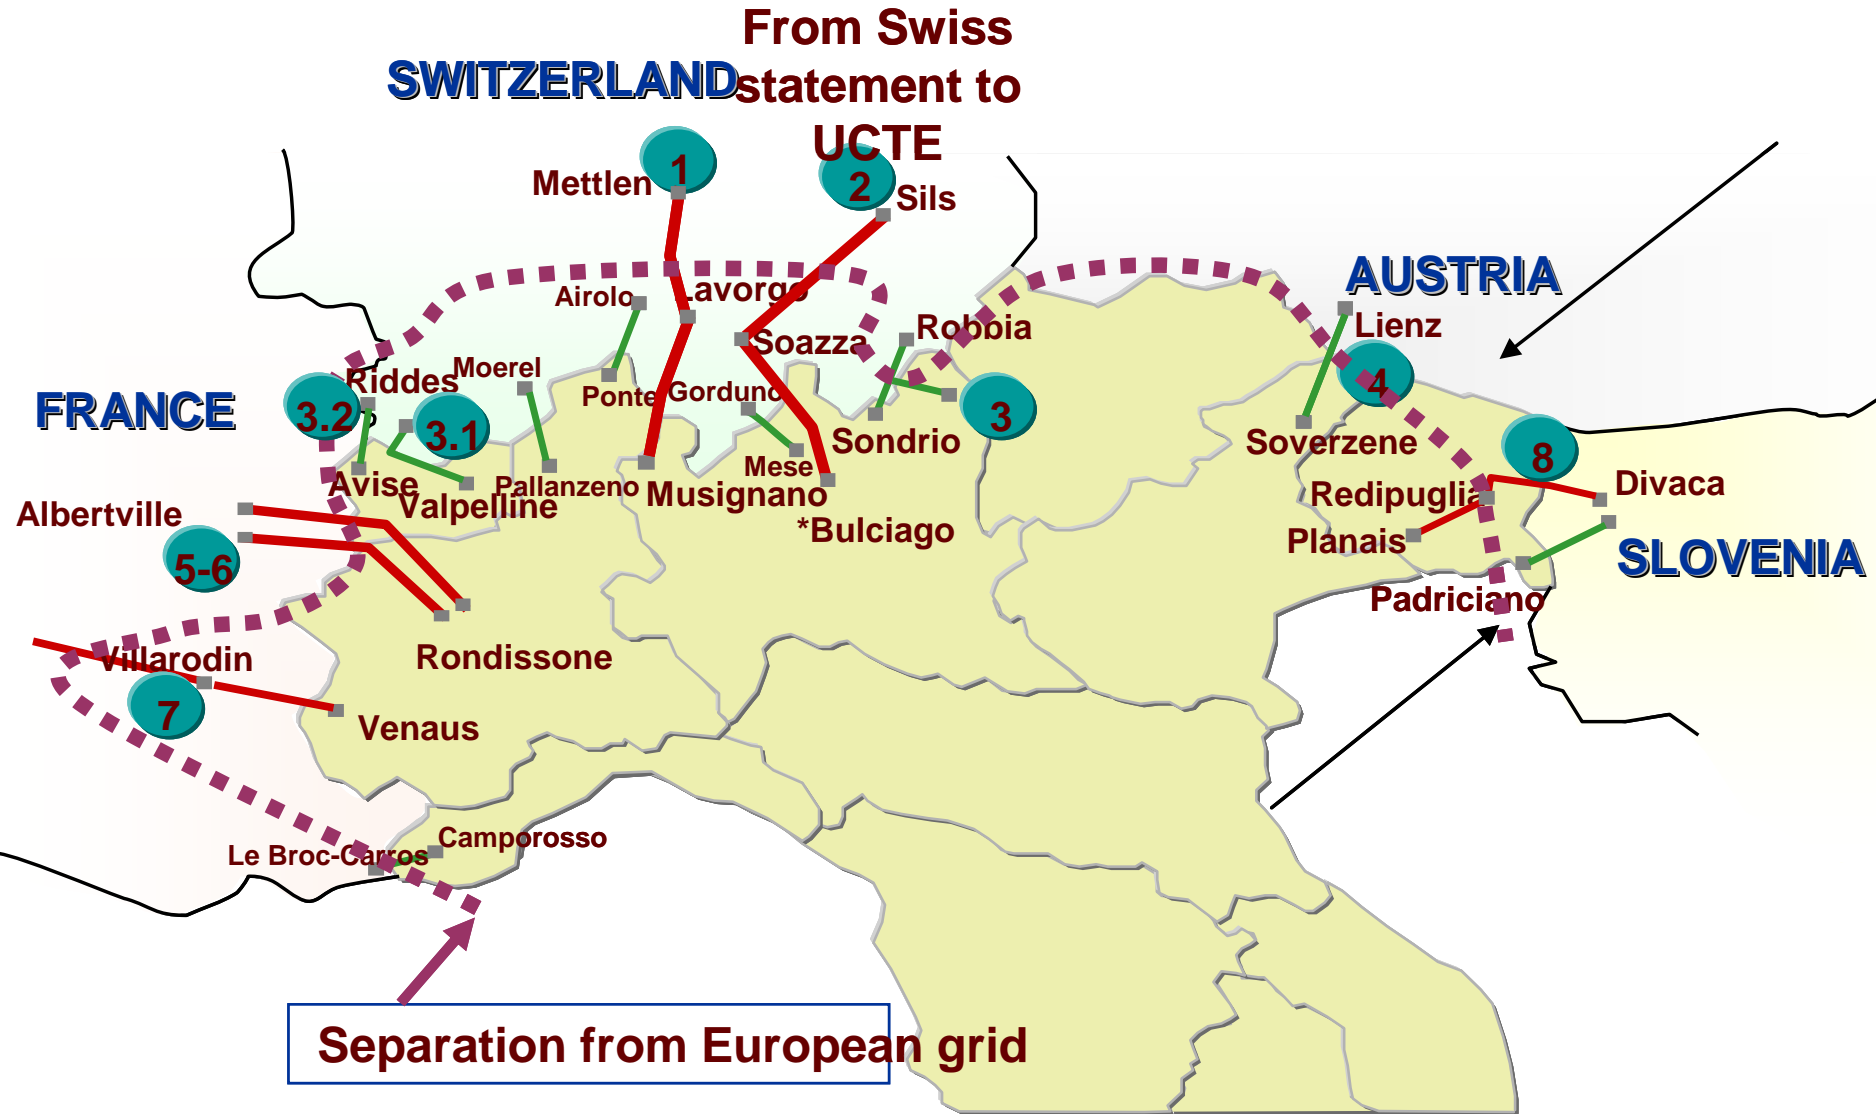 From Swiss
statement to
UCTE
SWITZERLAND
1
2
Mettlen
Sils
AUSTRIA
Airolo
Lavorgo
Robbia
Lienz
Soazza
Moerel
Riddes
Ponte
Gorduno
FRANCE
3.2
3.1
3
4
Sondrio
Soverzene
8
Mese
Avise
Pallanzeno
Musignano
Valpelline
Redipuglia
Divaca
Albertville
*Bulciago
Planais
5-6
SLOVENIA
Padriciano
Villarodin
Rondissone
7
Venaus
Camporosso
Le Broc-Carros
Separation from European grid